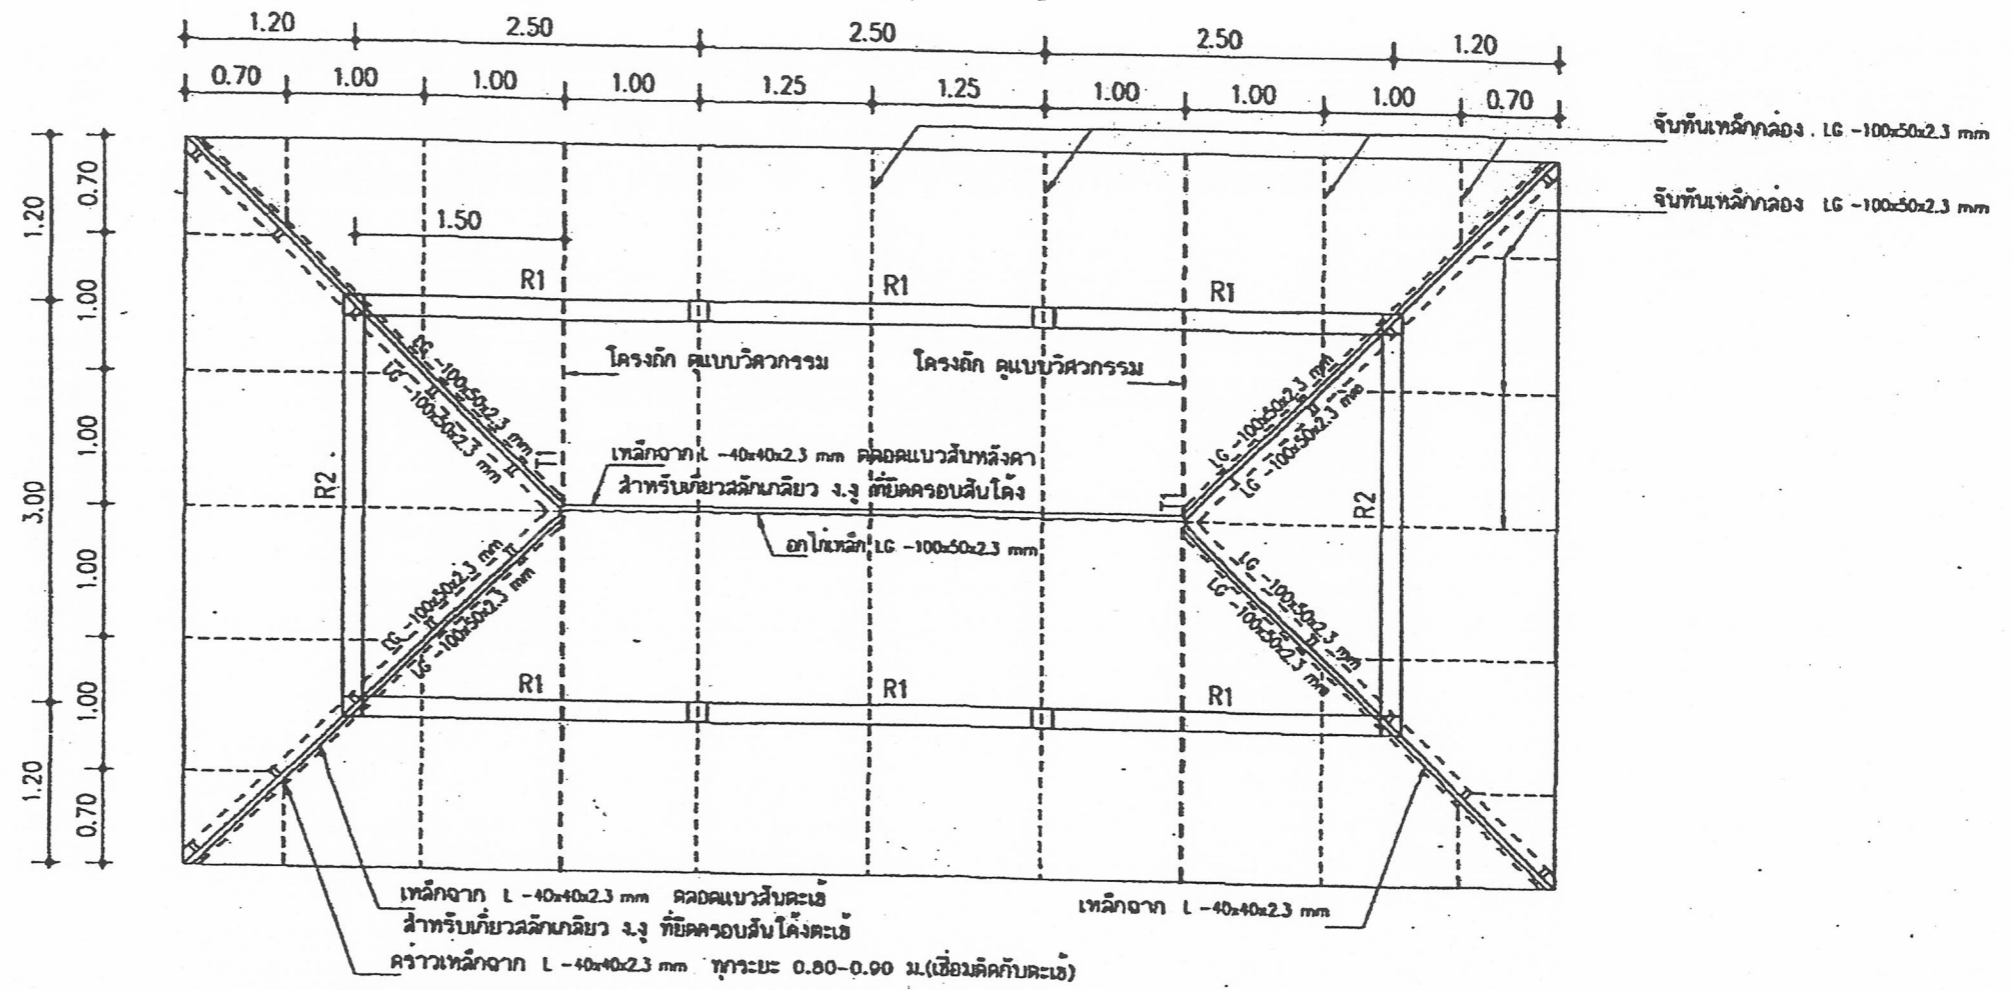 1.20 2.50 2.50 2.50 1.20
0.70 1.00 1.00 1.00 1.25 1.25 1.00 1.00 1.00 0.70
จันทันเหล็กกล่อง . LG -100x50x2.3 mm
จันทันเหล็กกล่อง LG -100x50x2.3 mm
1.20 3.00 1.20
0.70 1.00 1.00 1.00 1.00 0.70
1.50
R1 R1 R1
โครงถัก ดูแบบวิศวกรรม
โครงถัก ดูแบบวิศวกรรม
LG -100x50x2.3 mm
LG -100x50x2.3 mm
LG -100x50x2.3 mm
LG -100x50x2.3 mm
T1
T1
R2
R2
เหล็กฉาก L -40x40x2.3 mm ตลอดแนวสันหลังคา
สำหรับเกี่ยวสลักเกลียว ง.งู ที่ยึดครอบสันโค้ง
อกไก่เหล็ก LG -100x50x2.3 mm
LG -100x50x2.3 mm
LG -100x50x2.3 mm
LG -100x50x2.3 mm
LG -100x50x2.3 mm
R1 R1 R1
เหล็กฉาก L -40x40x2.3 mm ตลอดแนวสันตะเข้
สำหรับเกี่ยวสลักเกลียว ง.งู ที่ยึดครอบสันโค้งตะเข้
คร่าวเหล็กฉาก L -40x40x2.3 mm ทุกระยะ 0.80-0.90 ม.(เชื่อมติดกับตะเข้)
เหล็กฉาก L -40x40x2.3 mm